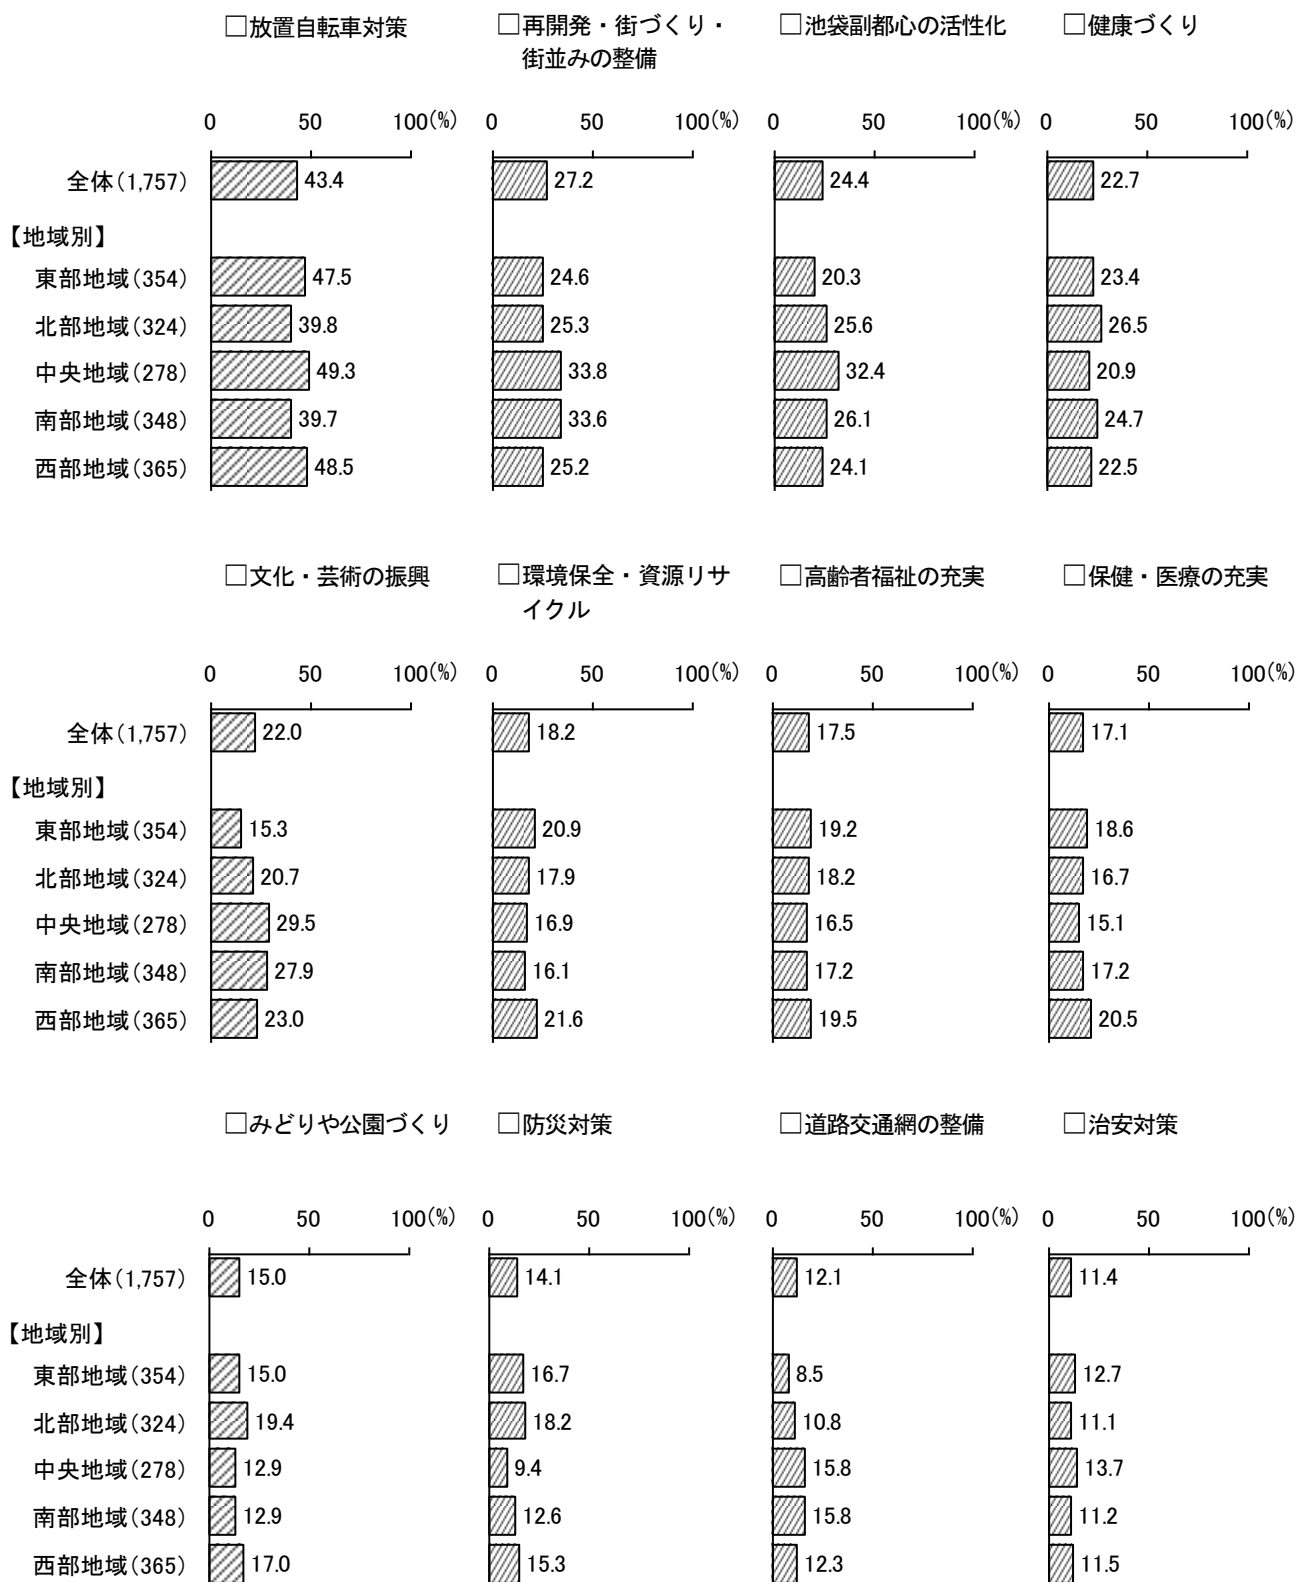 □放置自転車対策 □再開発・街づくり・ □池袋副都心の活性化 □健康づくり
街並みの整備
0 50 100(%) 0 50 100(%) 0 50 100(%) 0 50 100(%)
全体(1,757) 43.4 27.2 24.4 22.7
【地域別】
東部地域(354) 47.5 24.6 20.3 23.4
北部地域(324) 39.8 25.3 25.6 26.5
中央地域(278) 49.3 33.8 32.4 20.9
南部地域(348) 39.7 33.6 26.1 24.7
西部地域(365) 48.5 25.2 24.1 22.5
□文化・芸術の振興 □環境保全・資源リサ □高齢者福祉の充実 □保健・医療の充実
イクル
0 50 100(%) 0 50 100(%) 0 50 100(%) 0 50 100(%)
全体(1,757) 22.0 18.2 17.5 17.1
【地域別】
東部地域(354) 15.3 20.9 19.2 18.6
北部地域(324) 20.7 17.9 18.2 16.7
中央地域(278) 29.5 16.9 16.5 15.1
南部地域(348) 27.9 16.1 17.2 17.2
西部地域(365) 23.0 21.6 19.5 20.5
□みどりや公園づくり □防災対策 □道路交通網の整備 □治安対策
0 50 100(%) 0 50 100(%) 0 50 100(%) 0 50 100(%)
全体(1,757) 15.0 14.1 12.1 11.4
【地域別】
東部地域(354) 15.0 16.7 8.5 12.7
北部地域(324) 19.4 18.2 10.8 11.1
中央地域(278) 12.9 9.4 15.8 13.7
南部地域(348) 12.9 12.6 15.8 11.2
西部地域(365) 17.0 15.3 12.3 11.5